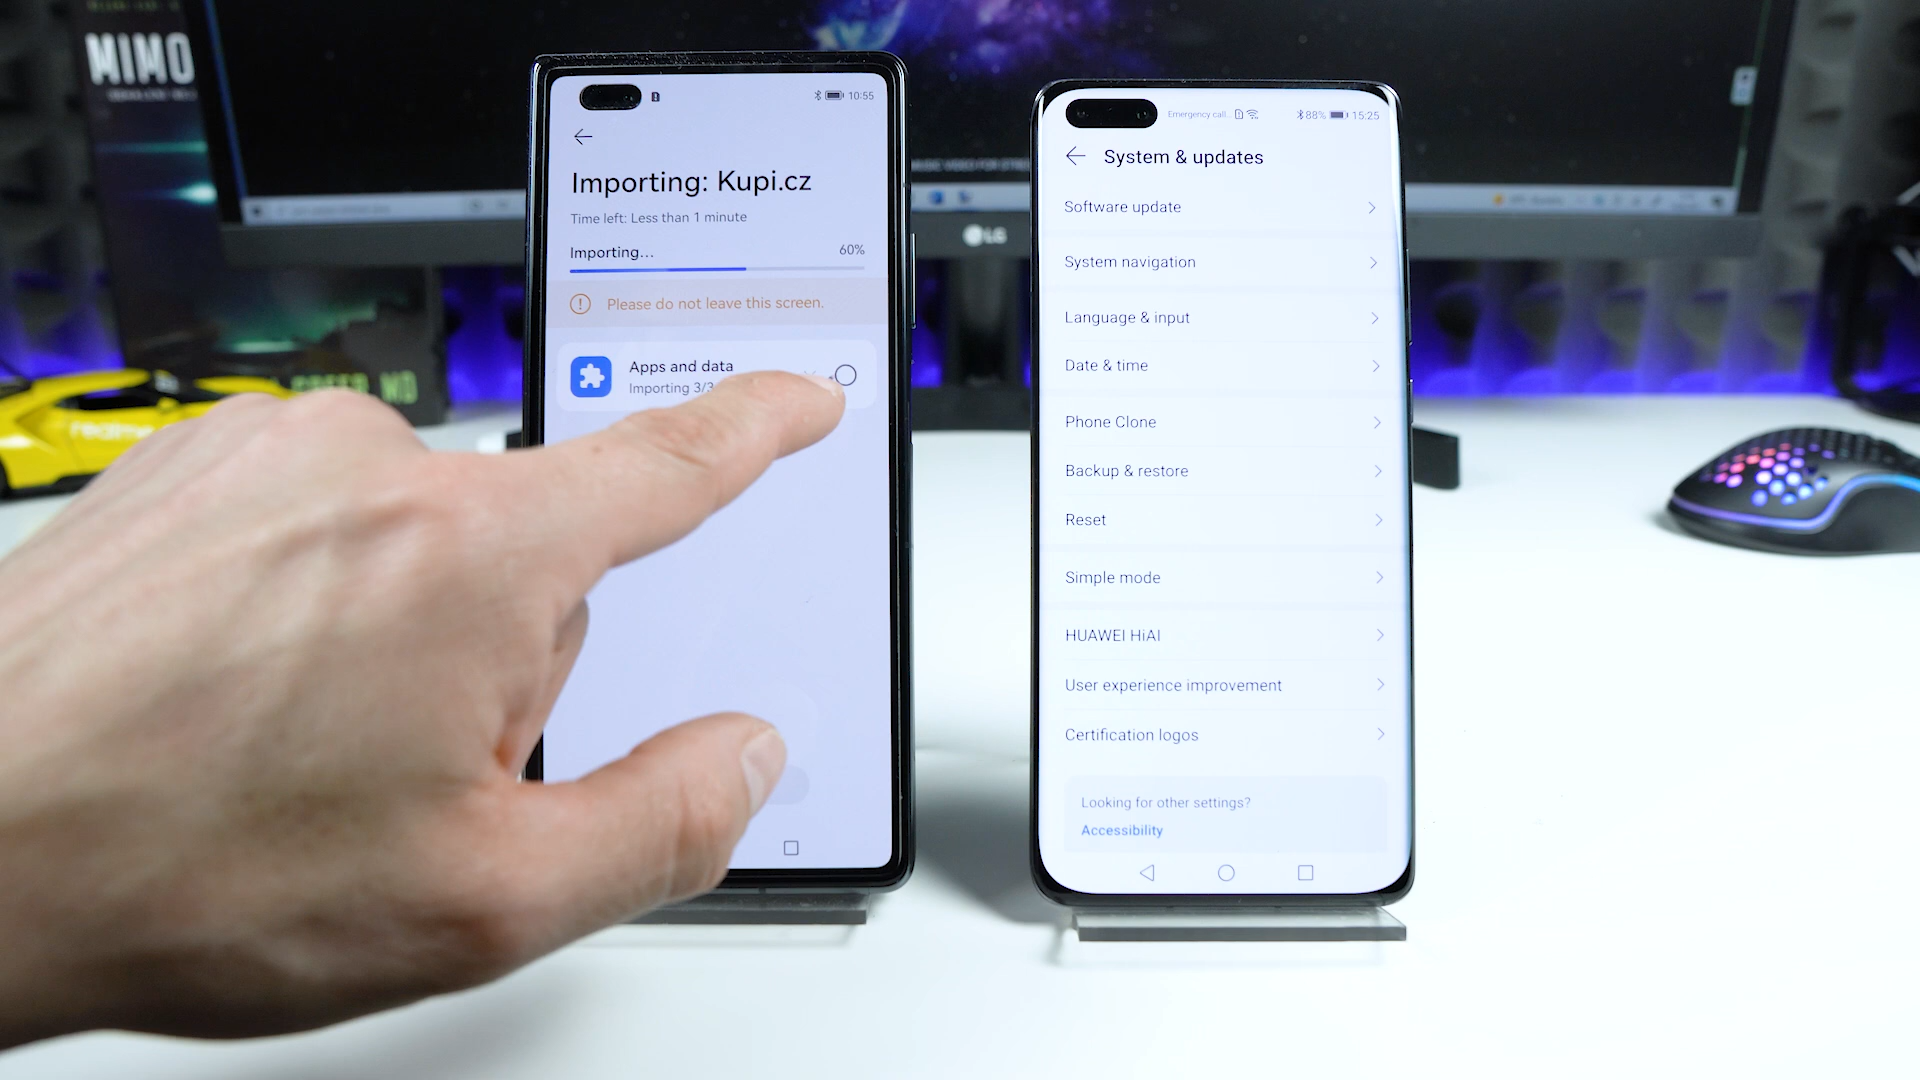 MIMO
10:55
Importing: Kupi.cz
Time left: Less than 1 minute
Importing...
60%
Please do not leave this screen.
Apps and data
Importing 3/3
Emergency call...
88%
15:25
System & updates
Software update
System navigation
Language & input
Date & time
Phone Clone
Backup & restore
Reset
Simple mode
HUAWEI HiAI
User experience improvement
Certification logos
Looking for other settings?
Accessibility
LG
realme